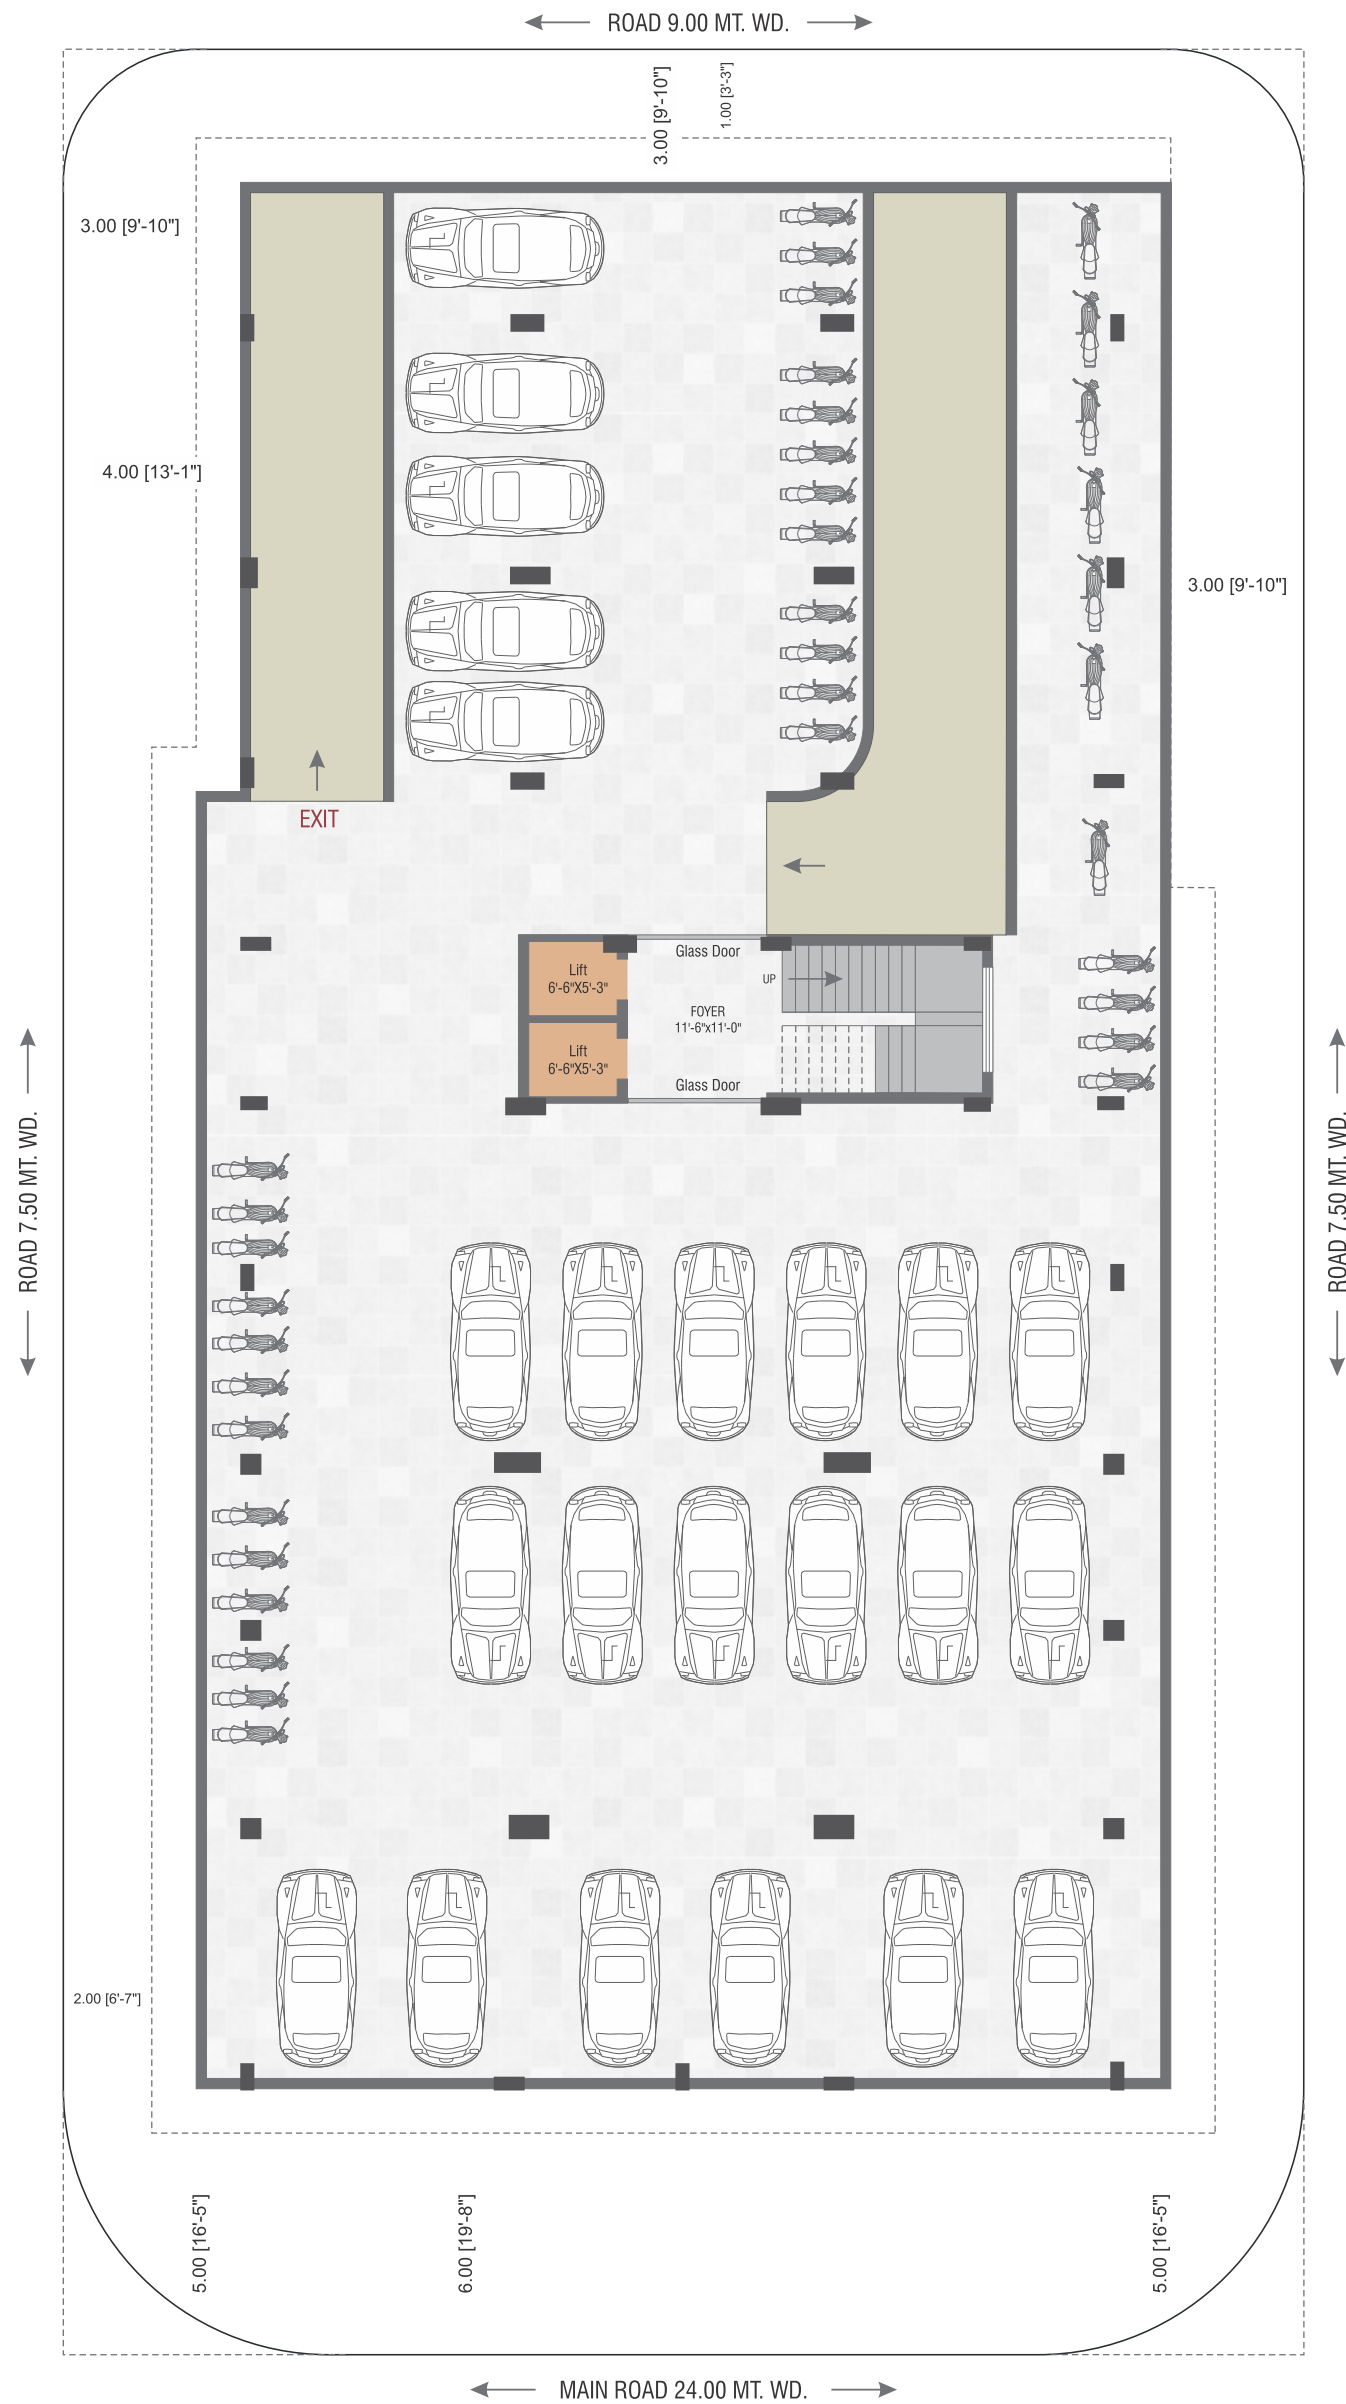 ROAD 9.00 MT. WD.
3.00 [9'-10"]
1.00 [3'-3"]
3.00 [9'-10"]
4.00 [13'-1"]
3.00 [9'-10"]
EXIT
Glass Door
Lift
6'-6"X5'-3"
UP
FOYER
11'-6"x11'-0"
Lift
6'-6"X5'-3"
Glass Door
ROAD 7.50 MT. WD.
ROAD 7.50 MT. WD.
2.00 [6'-7"]
5.00 [16'-5"]
6.00 [19'-8"]
5.00 [16'-5"]
MAIN ROAD 24.00 MT. WD.